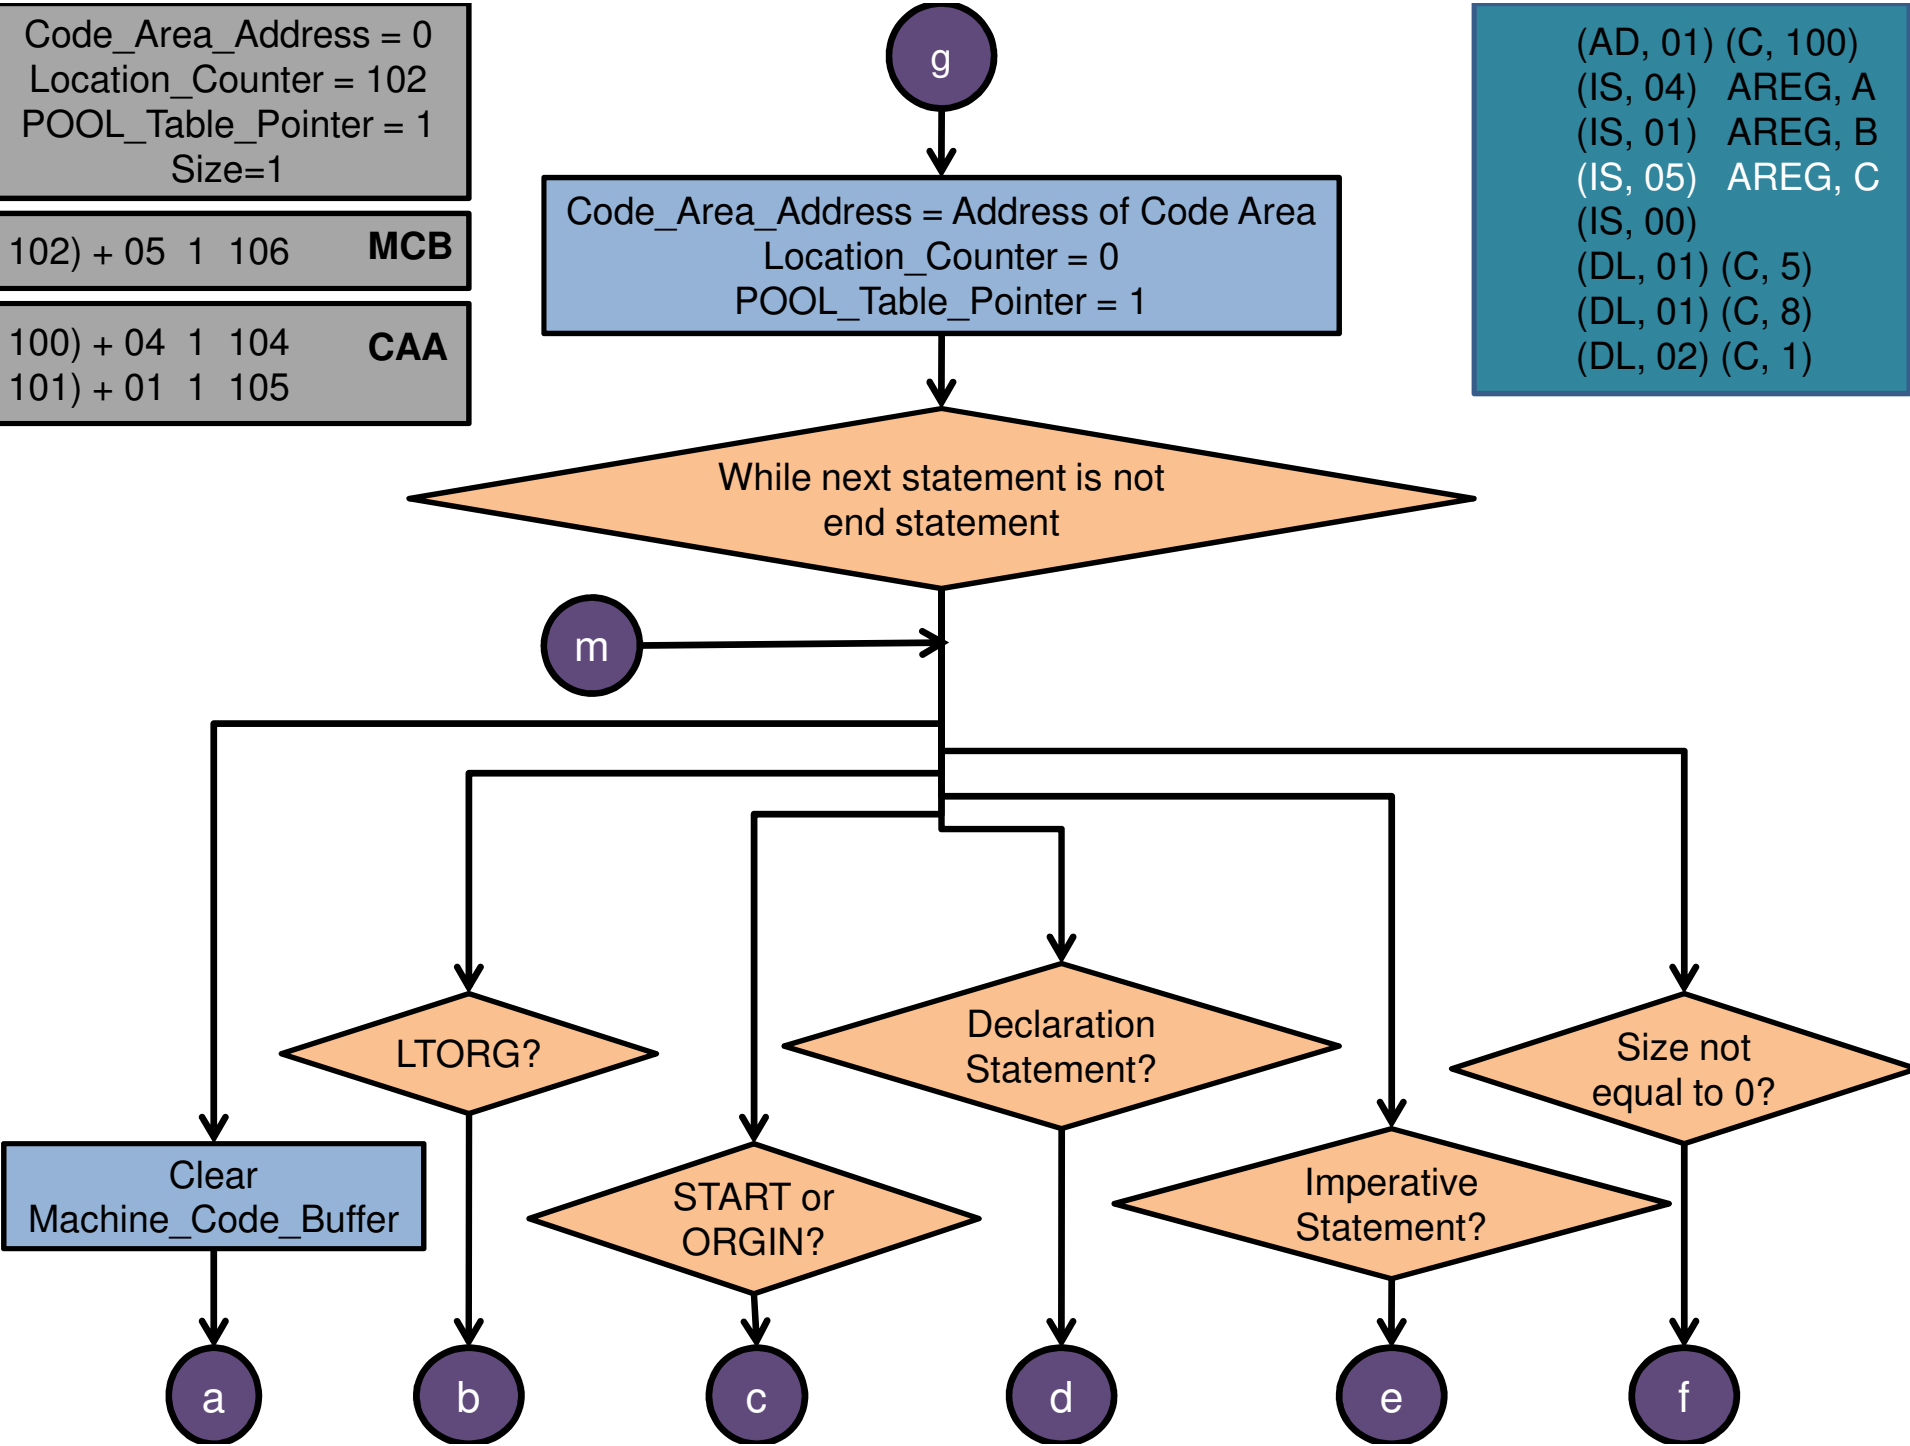 Code_Area_Address = 0
Location_Counter = 102
POOL_Table_Pointer = 1
Size=1
102) + 05 1 106 MCB
100) + 04 1 104 CAA
101) + 01 1 105
g
(AD, 01) (C, 100)
(IS, 04) AREG, A
(IS, 01) AREG, B
(IS, 05) AREG, C
(IS, 00)
(DL, 01) (C, 5)
(DL, 01) (C, 8)
(DL, 02) (C, 1)
Code_Area_Address = Address of Code Area
Location_Counter = 0
POOL_Table_Pointer = 1
While next statement is not
end statement
m
LTORG?
Declaration
Statement?
Size not
equal to 0?
Clear
Machine_Code_Buffer
START or
ORGIN?
Imperative
Statement?
a
b
c
d
e
f